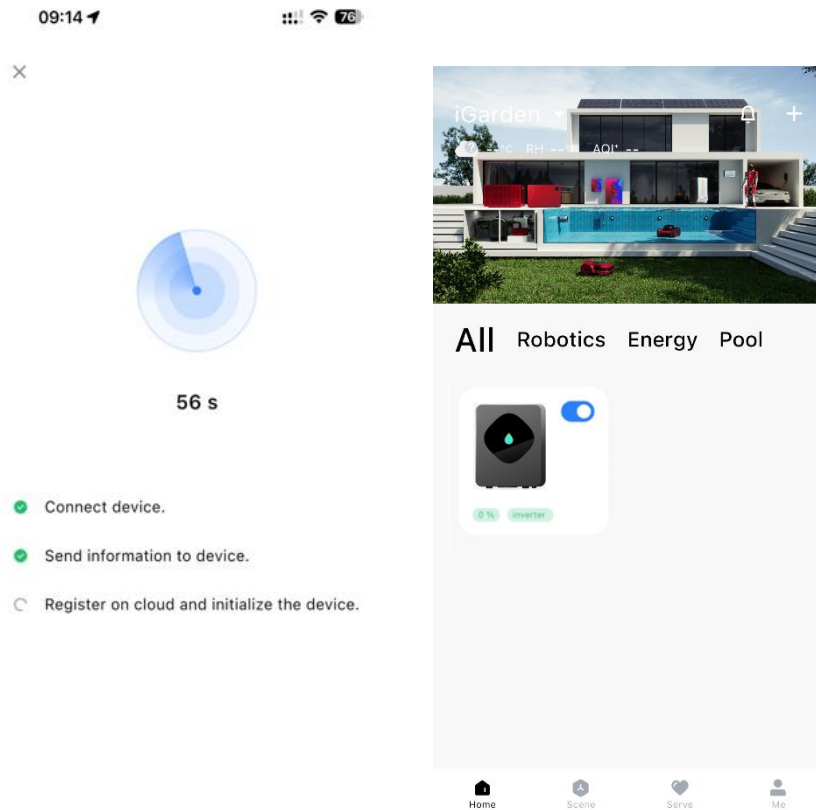 09:14
76
56 s
Connect device.
Send information to device.
Register on cloud and initialize the device.
iGarden
--°C RH -- AQI --
All Robotics Energy Pool
0 % inverter
Home Scene Serve Me